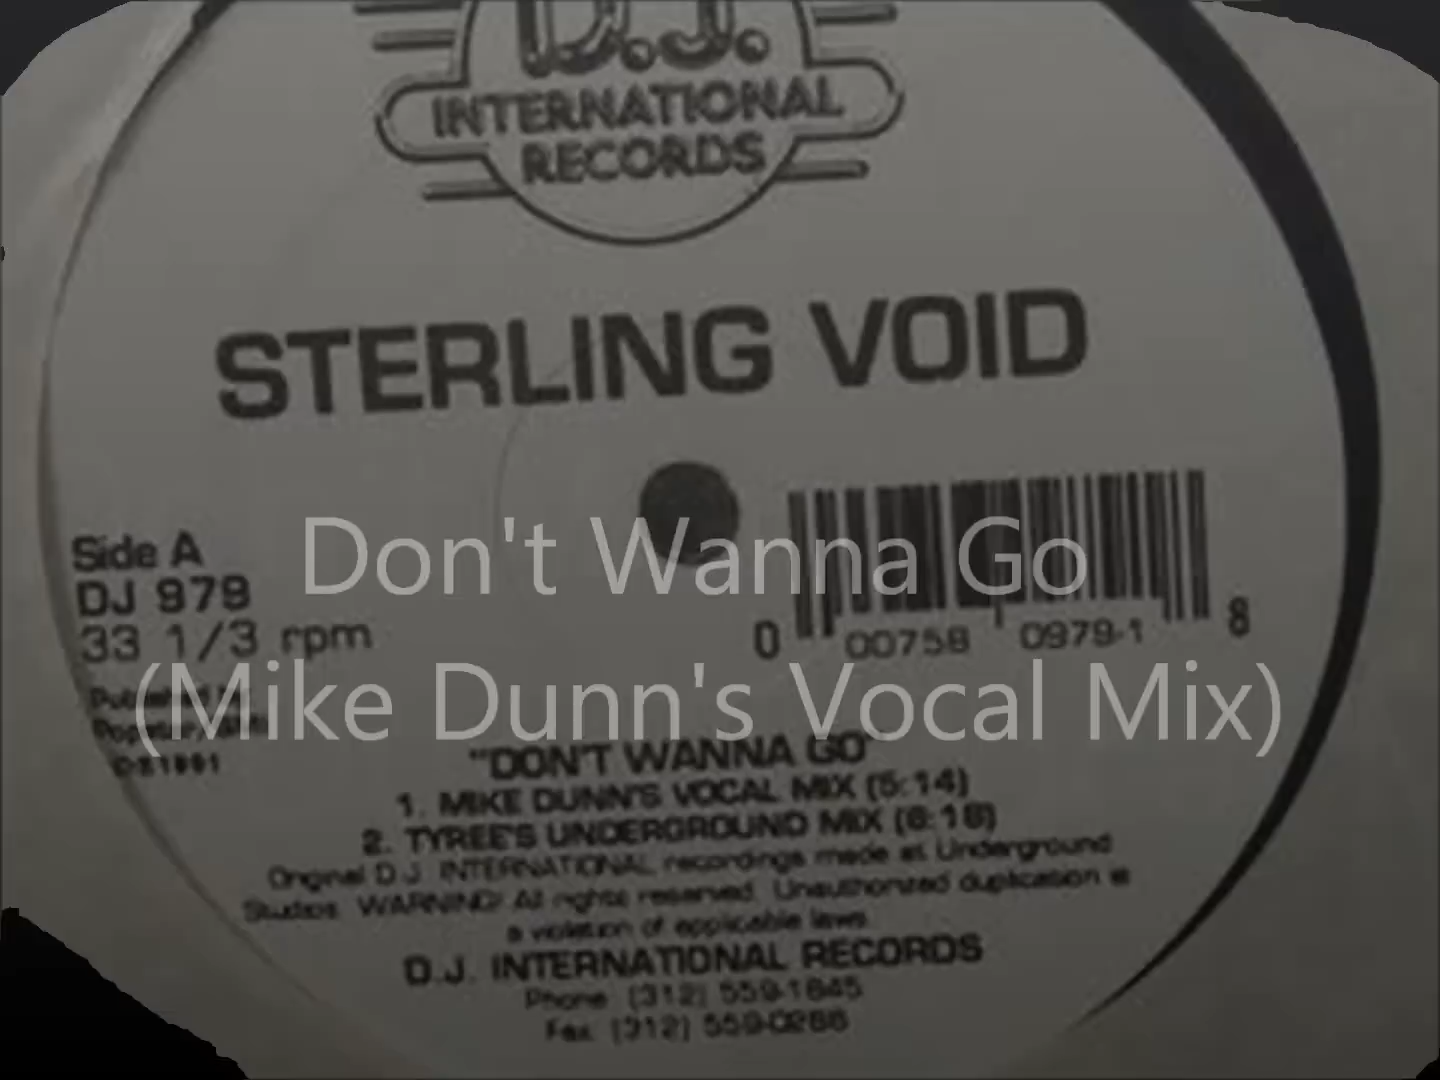 D.J.
INTERNATIONAL
RECORDS
STERLING VOID
Side A
DJ 979
33 1/3 rpm
0 00758 0979-1 8
Don't Wanna Go
(Mike Dunn's Vocal Mix)
"DON'T WANNA GO"
1. MIKE DUNN'S VOCAL MIX (5:14)
2. TYREE'S UNDERGROUND MIX (6:18)
Original D.J. INTERNATIONAL recordings made at Underground
Studios. WARNING! All rights reserved. Unauthorized duplication is
a violation of applicable laws.
D.J. INTERNATIONAL RECORDS
Phone (312) 559-1845
Fax (312) 559-0286